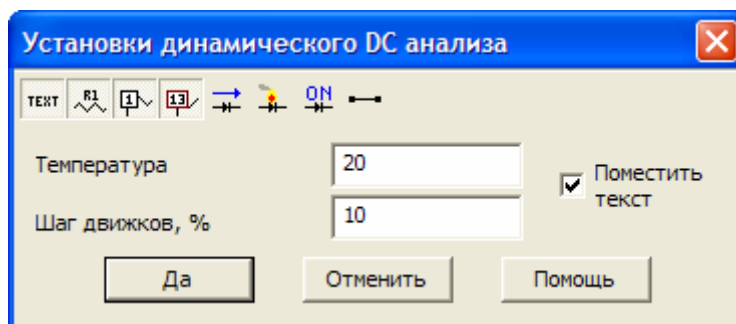 Установки динамического DC анализа
TEXT R1 1 13 ON
Температура 20
Поместить
текст
Шаг движков, % 10
Да Отменить Помощь